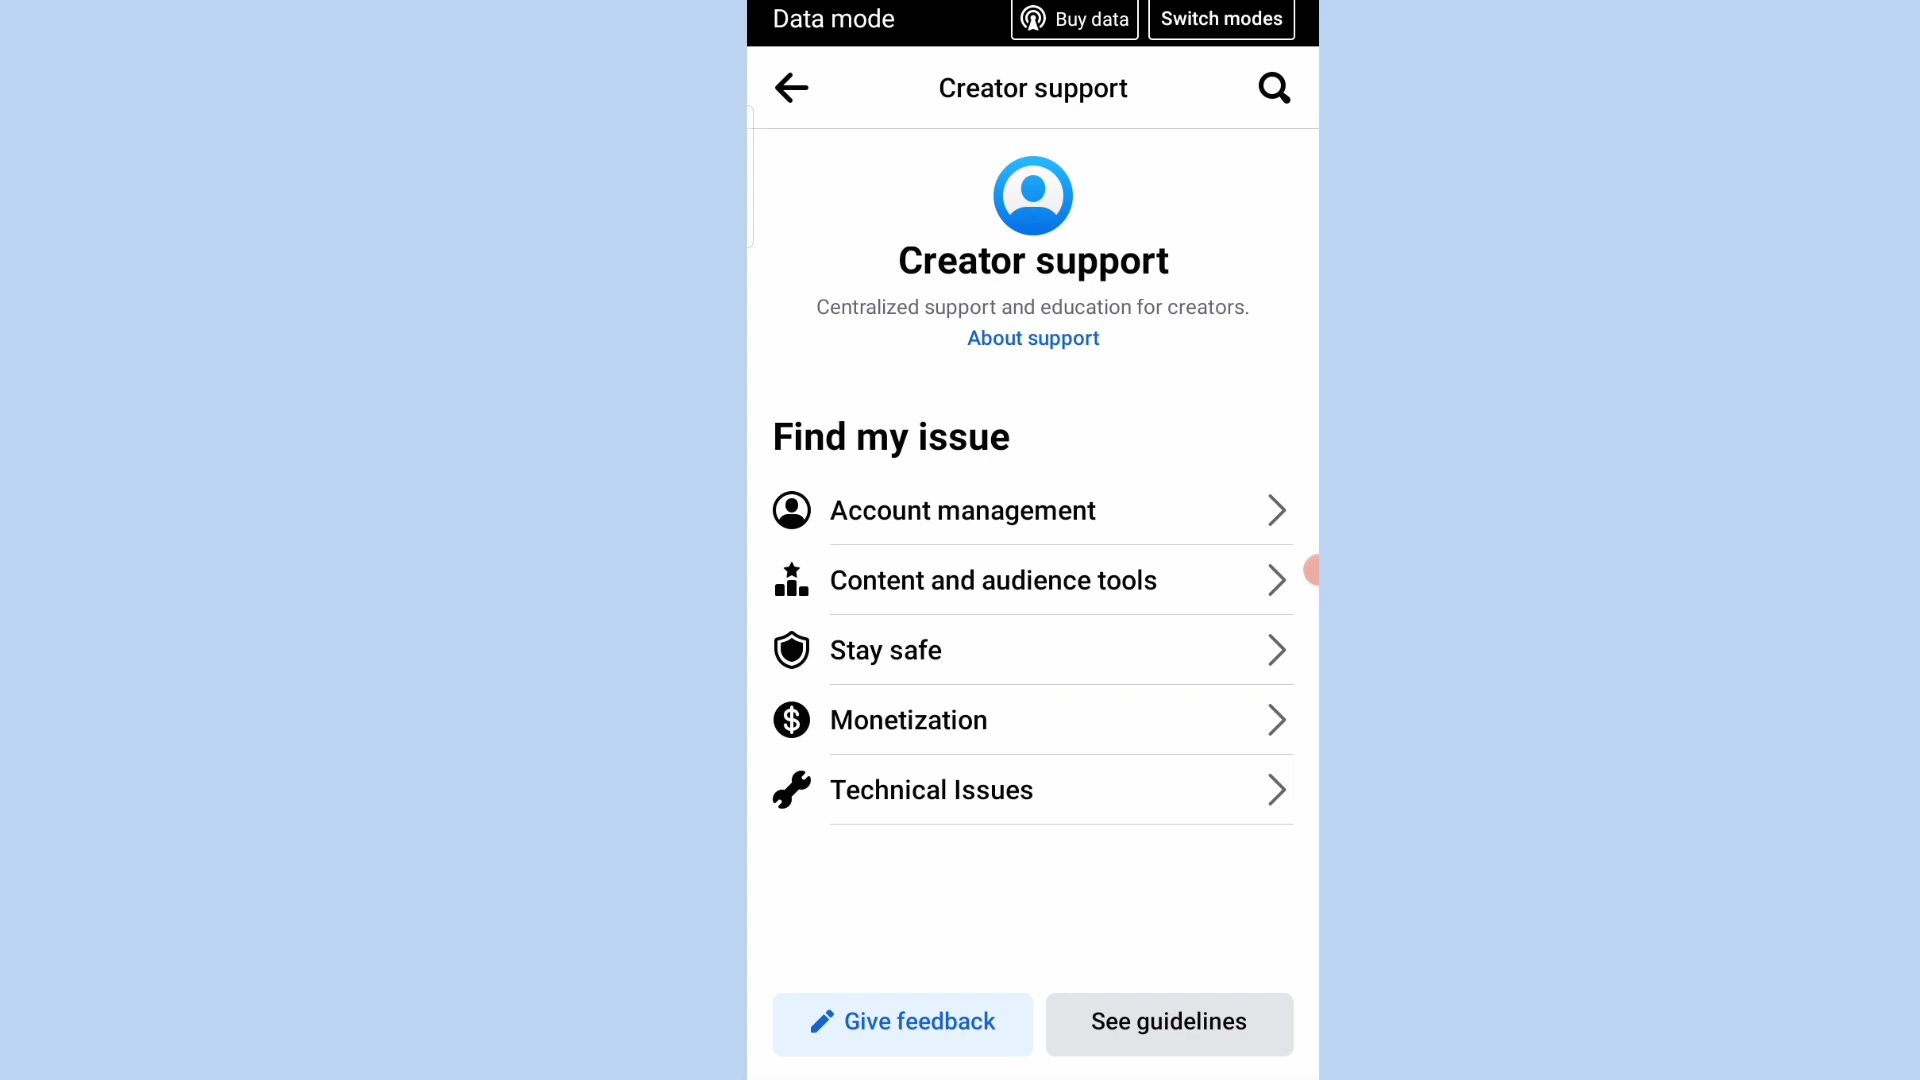 Data mode
Buy data
Switch modes
Creator support
Creator support
Centralized support and education for creators.
About support
Find my issue
Account management
Content and audience tools
Stay safe
Monetization
Technical Issues
Give feedback
See guidelines